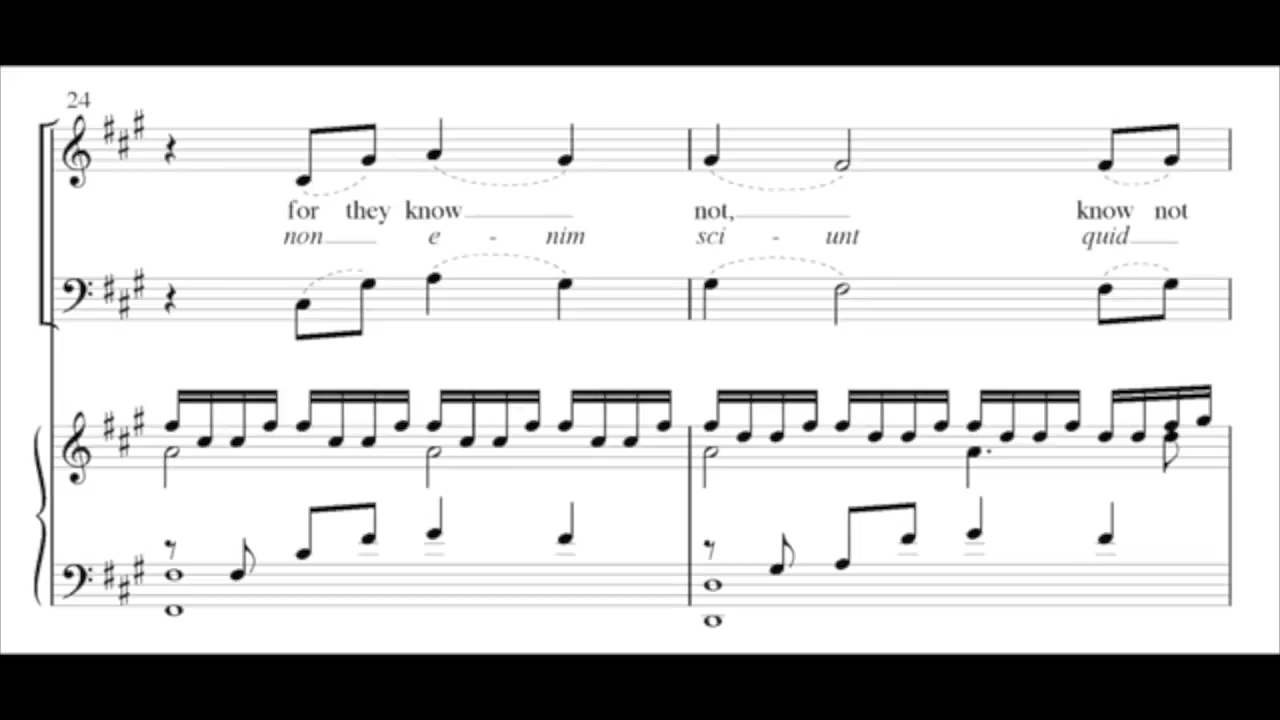 24
for they know not, know not
non e - nim sci - unt quid